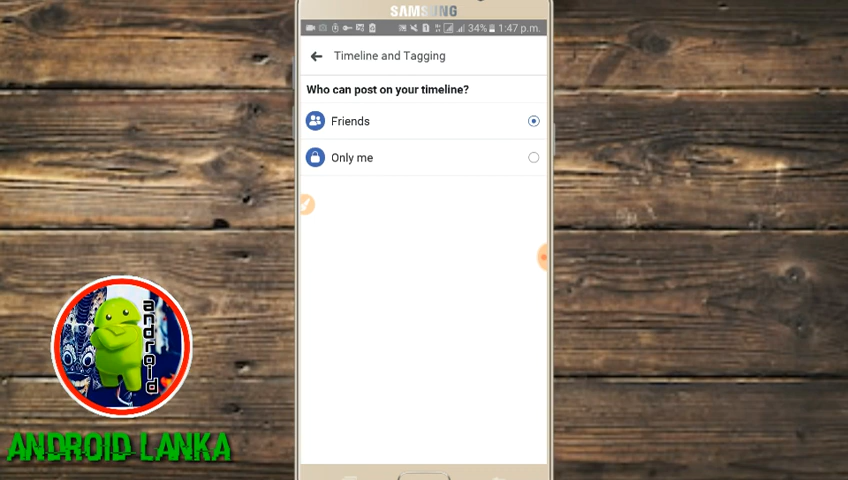 SAMSUNG
34% 1:47 p.m.
Timeline and Tagging
Who can post on your timeline?
Friends
Only me
android
ANDROID LANKA